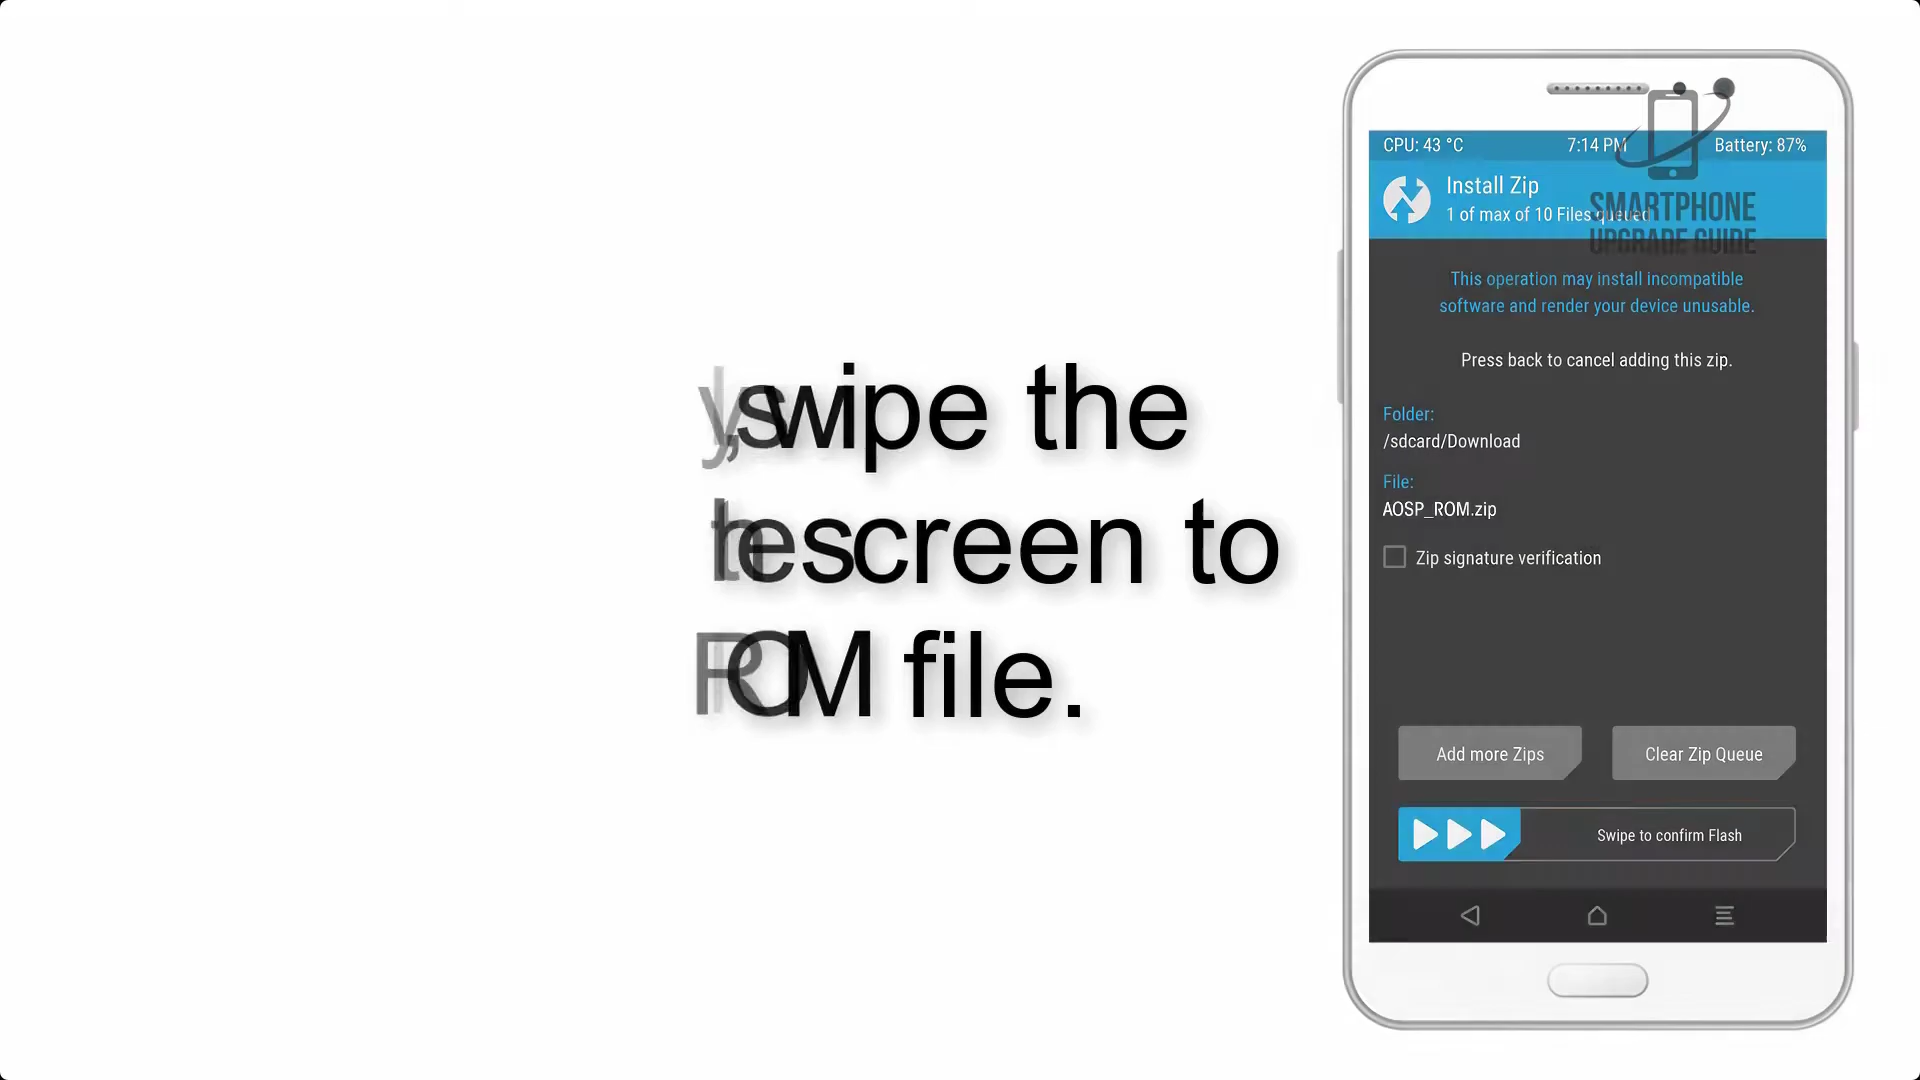 swipe the
screen to
ROM file.
CPU: 43 °C 7:14 PM Battery: 87%
Install Zip
1 of max of 10 Files queued
SMARTPHONE
UPGRADE GUIDE
This operation may install incompatible
software and render your device unusable.
Press back to cancel adding this zip.
Folder:
/sdcard/Download
File:
AOSP_ROM.zip
Zip signature verification
Add more Zips Clear Zip Queue
Swipe to confirm Flash